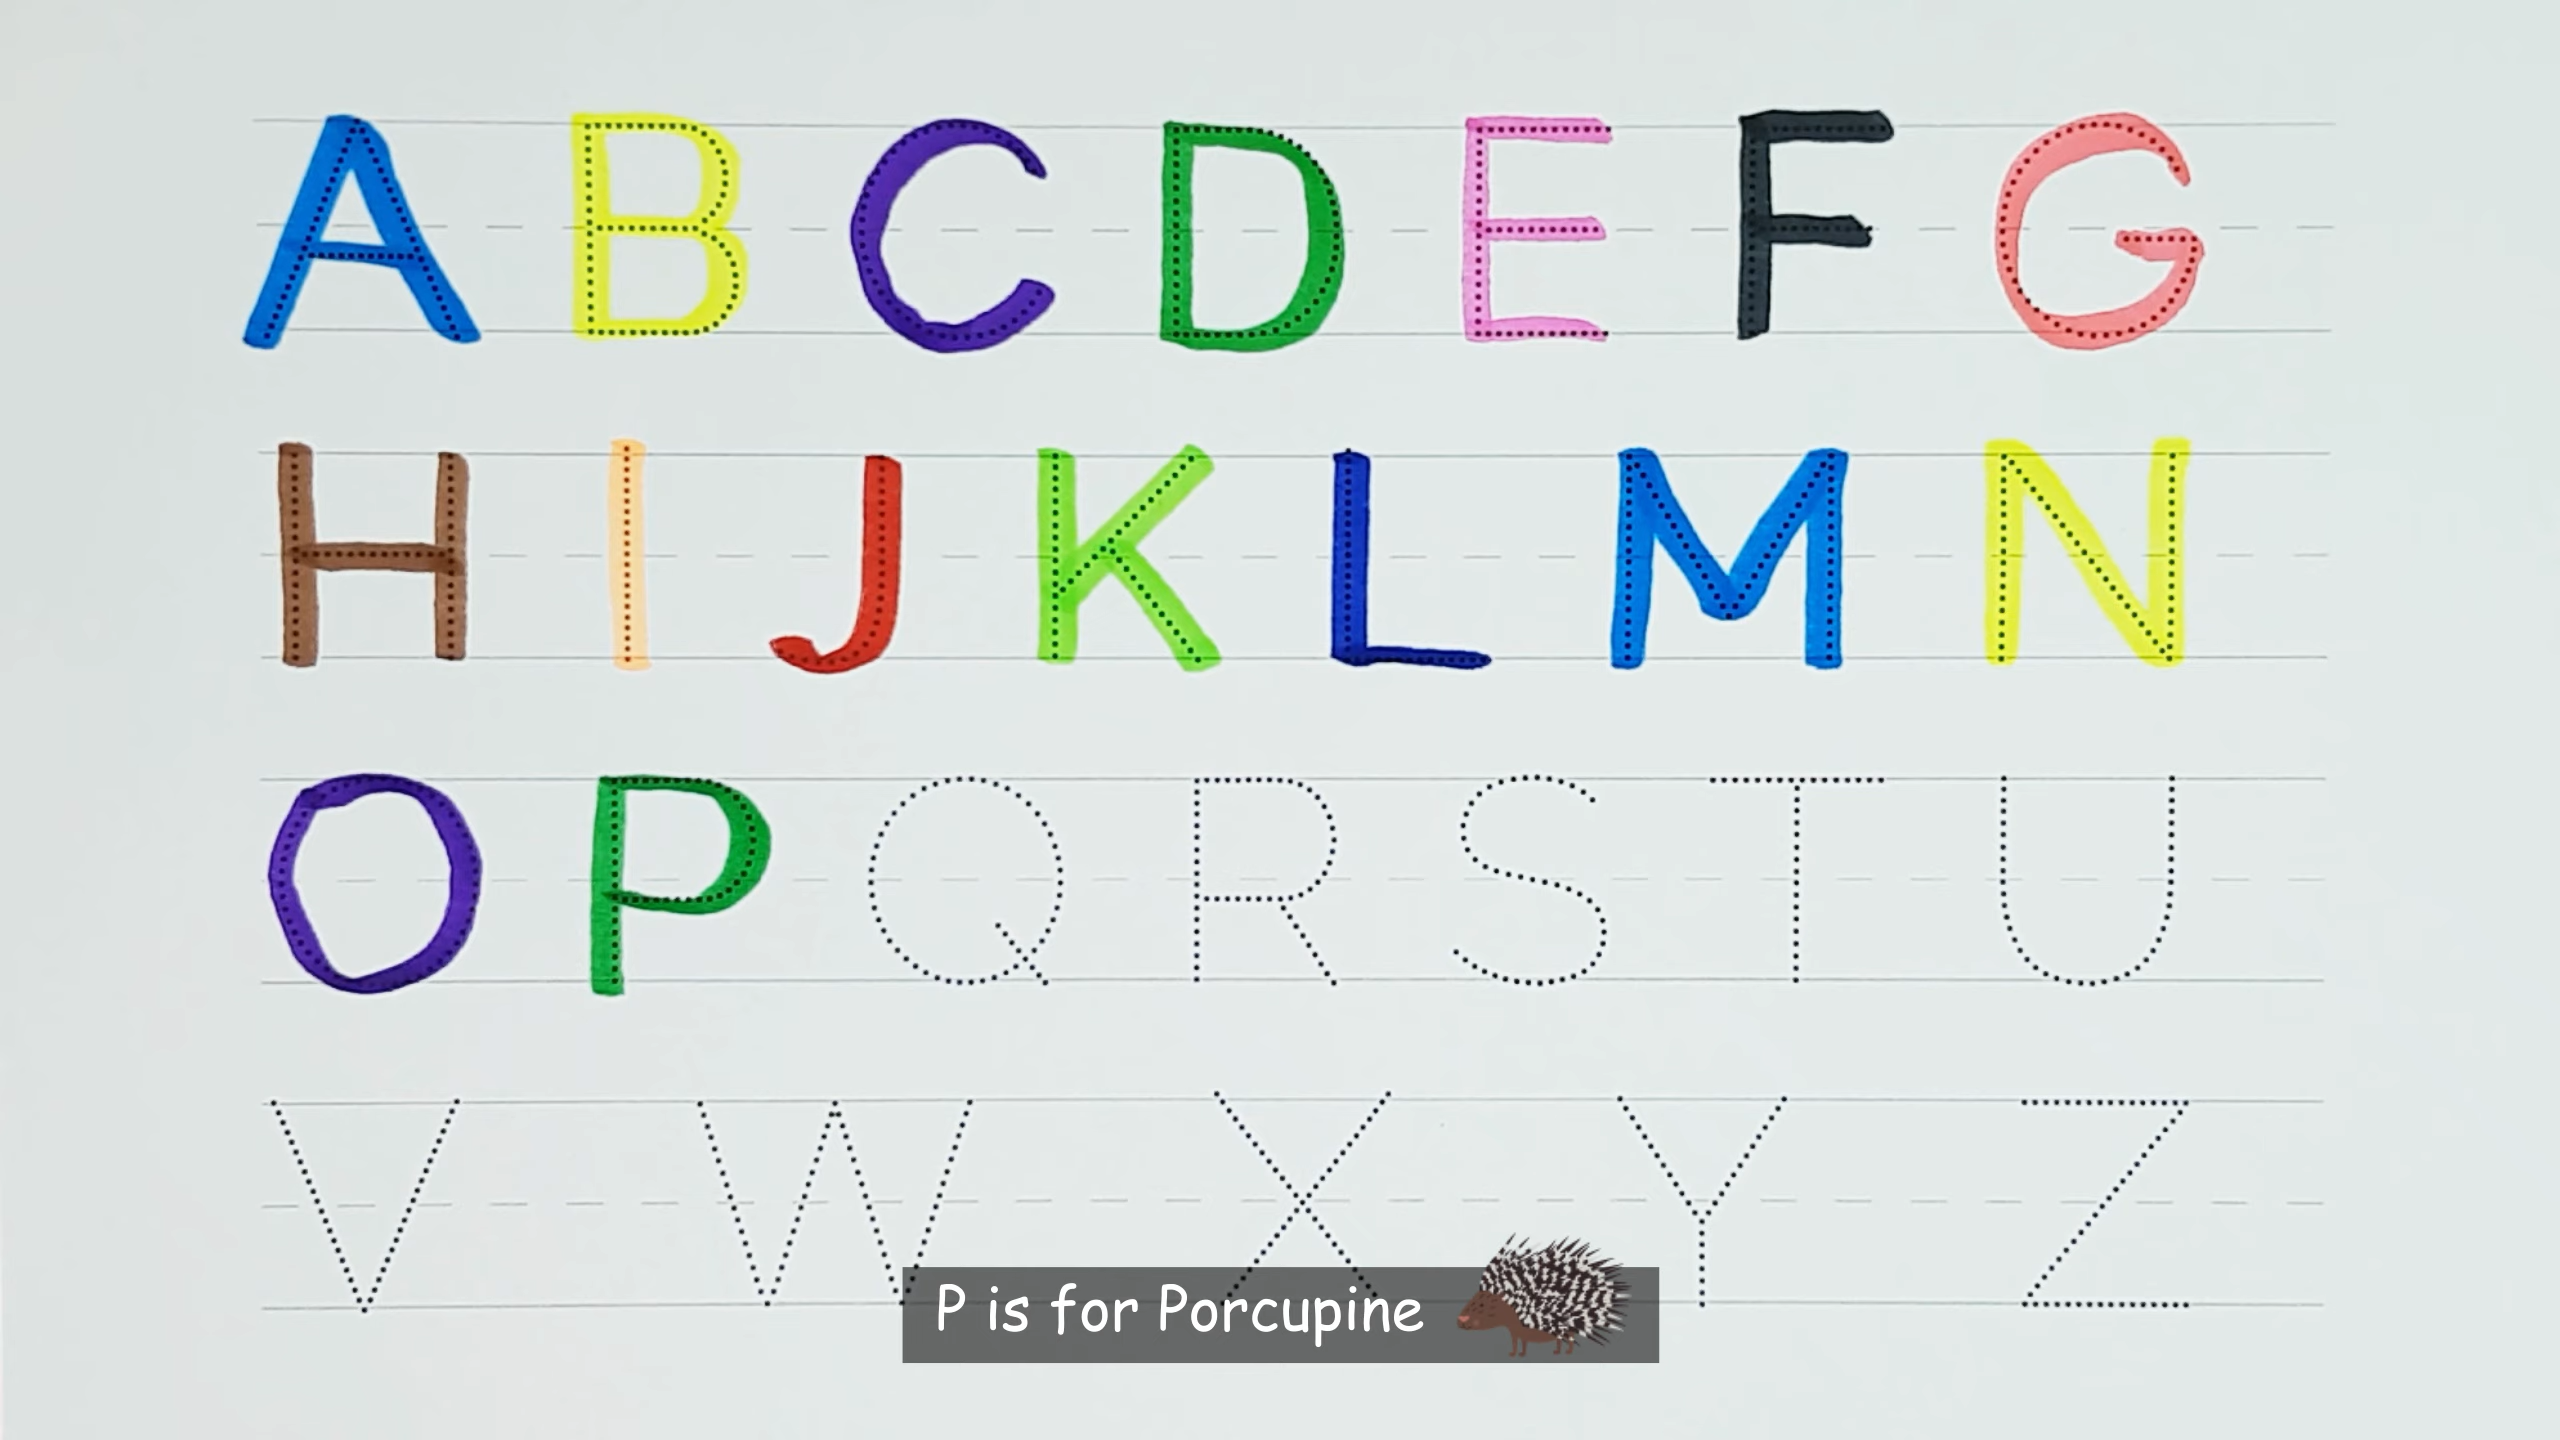 A B C D E F G
H I J K L M N
O P Q R S T U
V W X Y Z
P is for Porcupine